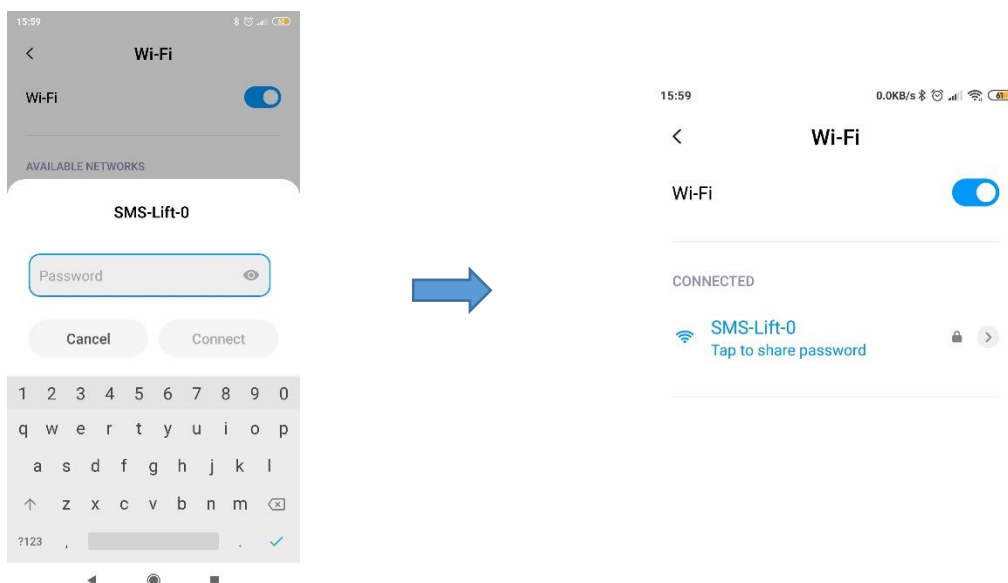 15:59
Wi-Fi
Wi-Fi
AVAILABLE NETWORKS
SMS-Lift-0
Password
Cancel Connect
1 2 3 4 5 6 7 8 9 0
q w e r t y u i o p
a s d f g h j k l
z x c v b n m
?123 , .
15:59 0.0KB/s 61
Wi-Fi
Wi-Fi
CONNECTED
SMS-Lift-0
Tap to share password